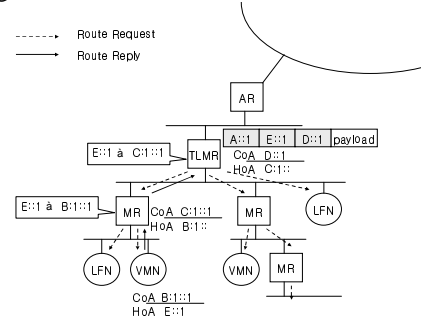 Route Request
Route Reply
AR
A::1 E::1 D::1 payload
E::1 à C:1::1
TLMR
CoA D::1
HoA C:1::
E::1 à B:1::1
MR
CoA C:1::1
HoA B:1::
MR
LFN
LFN
VMN
VMN
MR
CoA B:1::1
HoA E::1